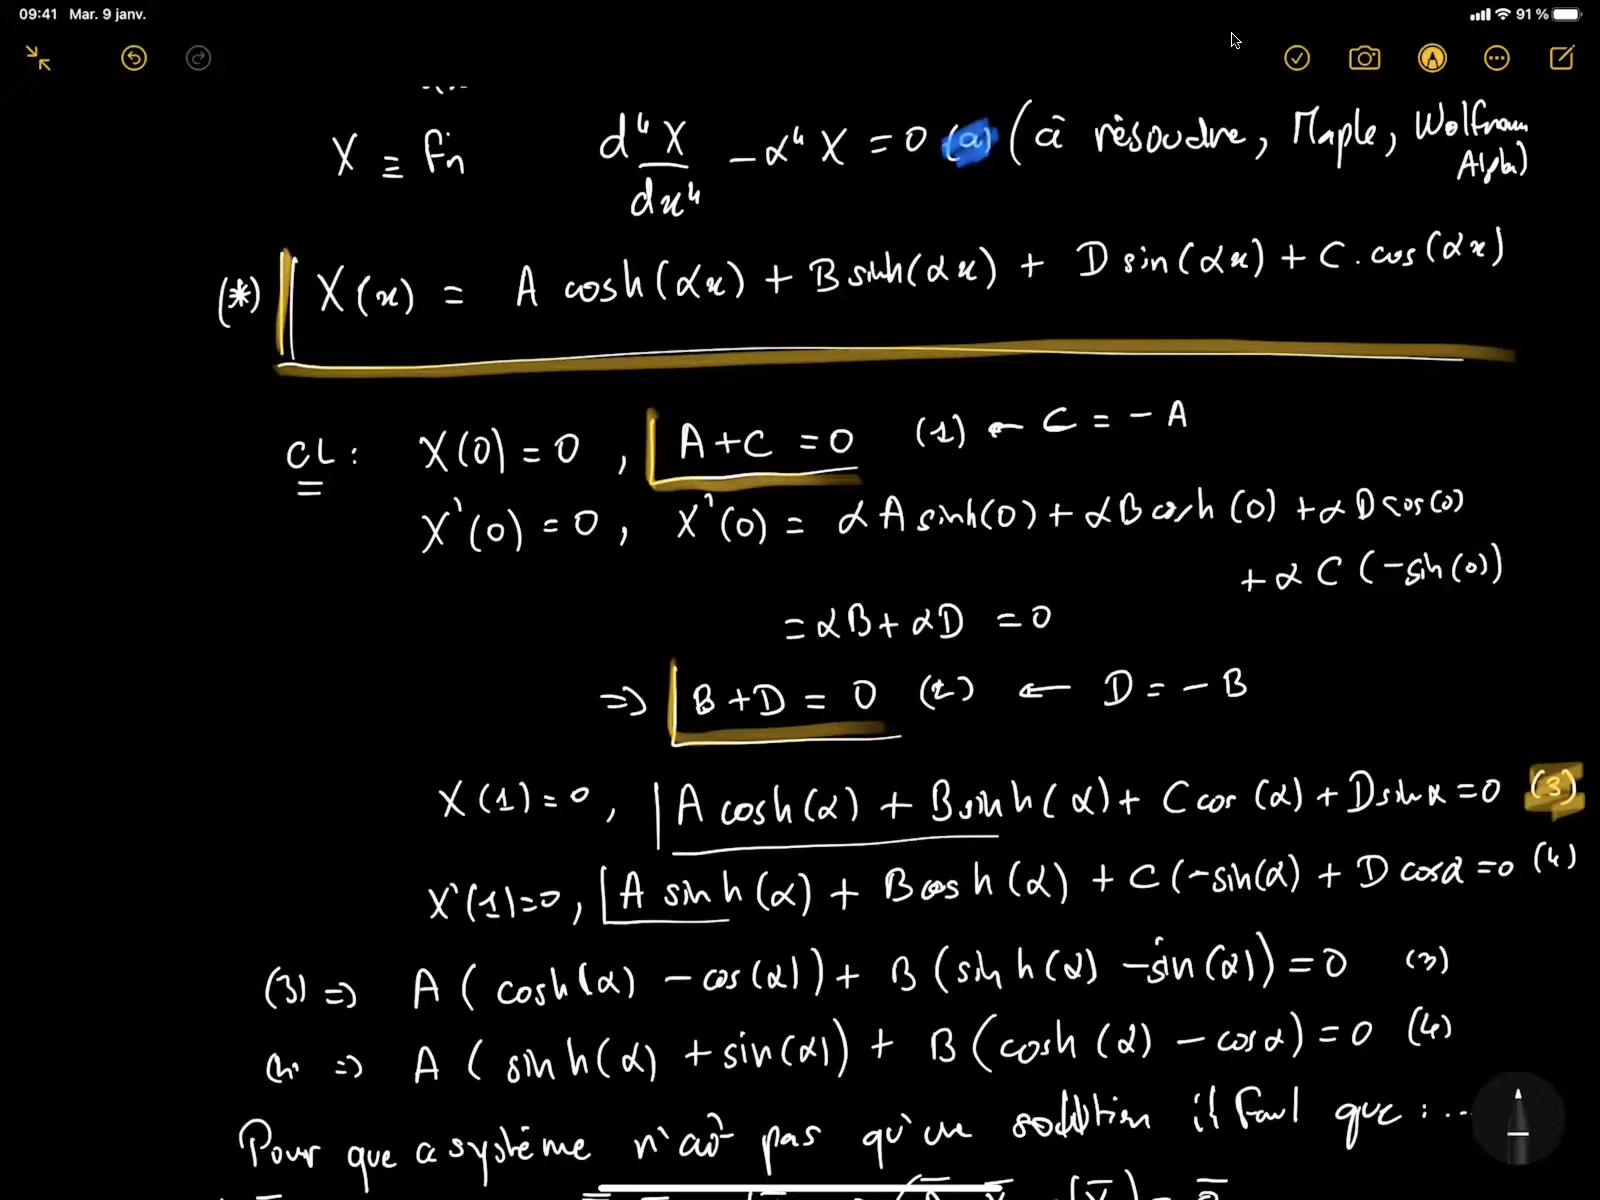 09:41 Mar. 9 janv. 91 %
X ≡ Fn d⁴X/dx⁴ − α⁴ X = 0 (a) (à résoudre, Maple, Wolfram Alpha)
(*) X(x) = A cosh(αx) + B sinh(αx) + D sin(αx) + C . cos(αx)
CL : X(0) = 0 , A + C = 0 (1) ← C = − A
X'(0) = 0 , X'(0) = αA sinh(0) + αB cosh(0) + αD cos(0)
+ α C (−sin(0))
= αB + αD = 0
=> B + D = 0 (2) ← D = − B
X(1) = 0 , A cosh(α) + B sinh(α) + C cos(α) + D sin α = 0 (3)
X'(1) = 0 , A sinh(α) + B cosh(α) + C (−sin(α) + D cos α = 0 (4)
(3) => A ( cosh(α) − cos(α)) + B (sinh(α) − sin(α)) = 0 (3)
=> A ( sinh(α) + sin(α)) + B (cosh(α) − cos α) = 0 (4)
Pour que ce système n'ait pas qu'une solution il faut que : ...